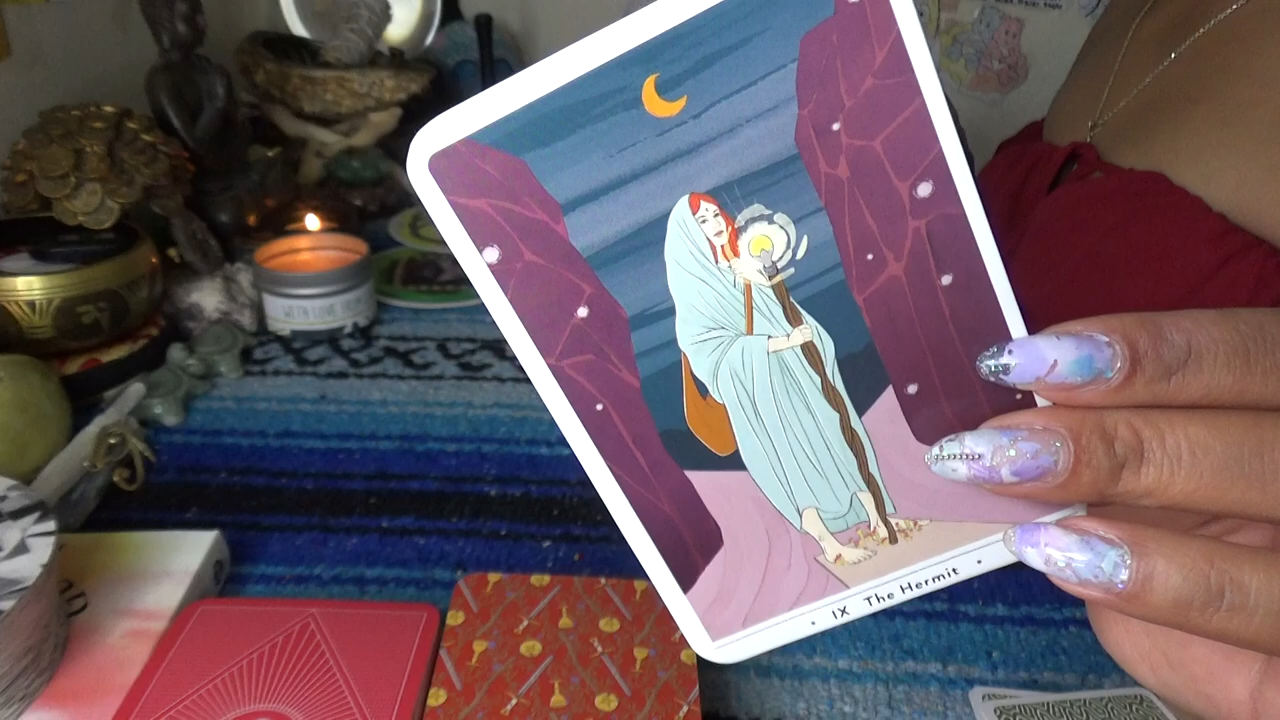 WITH LOVE
• IX The Hermit •